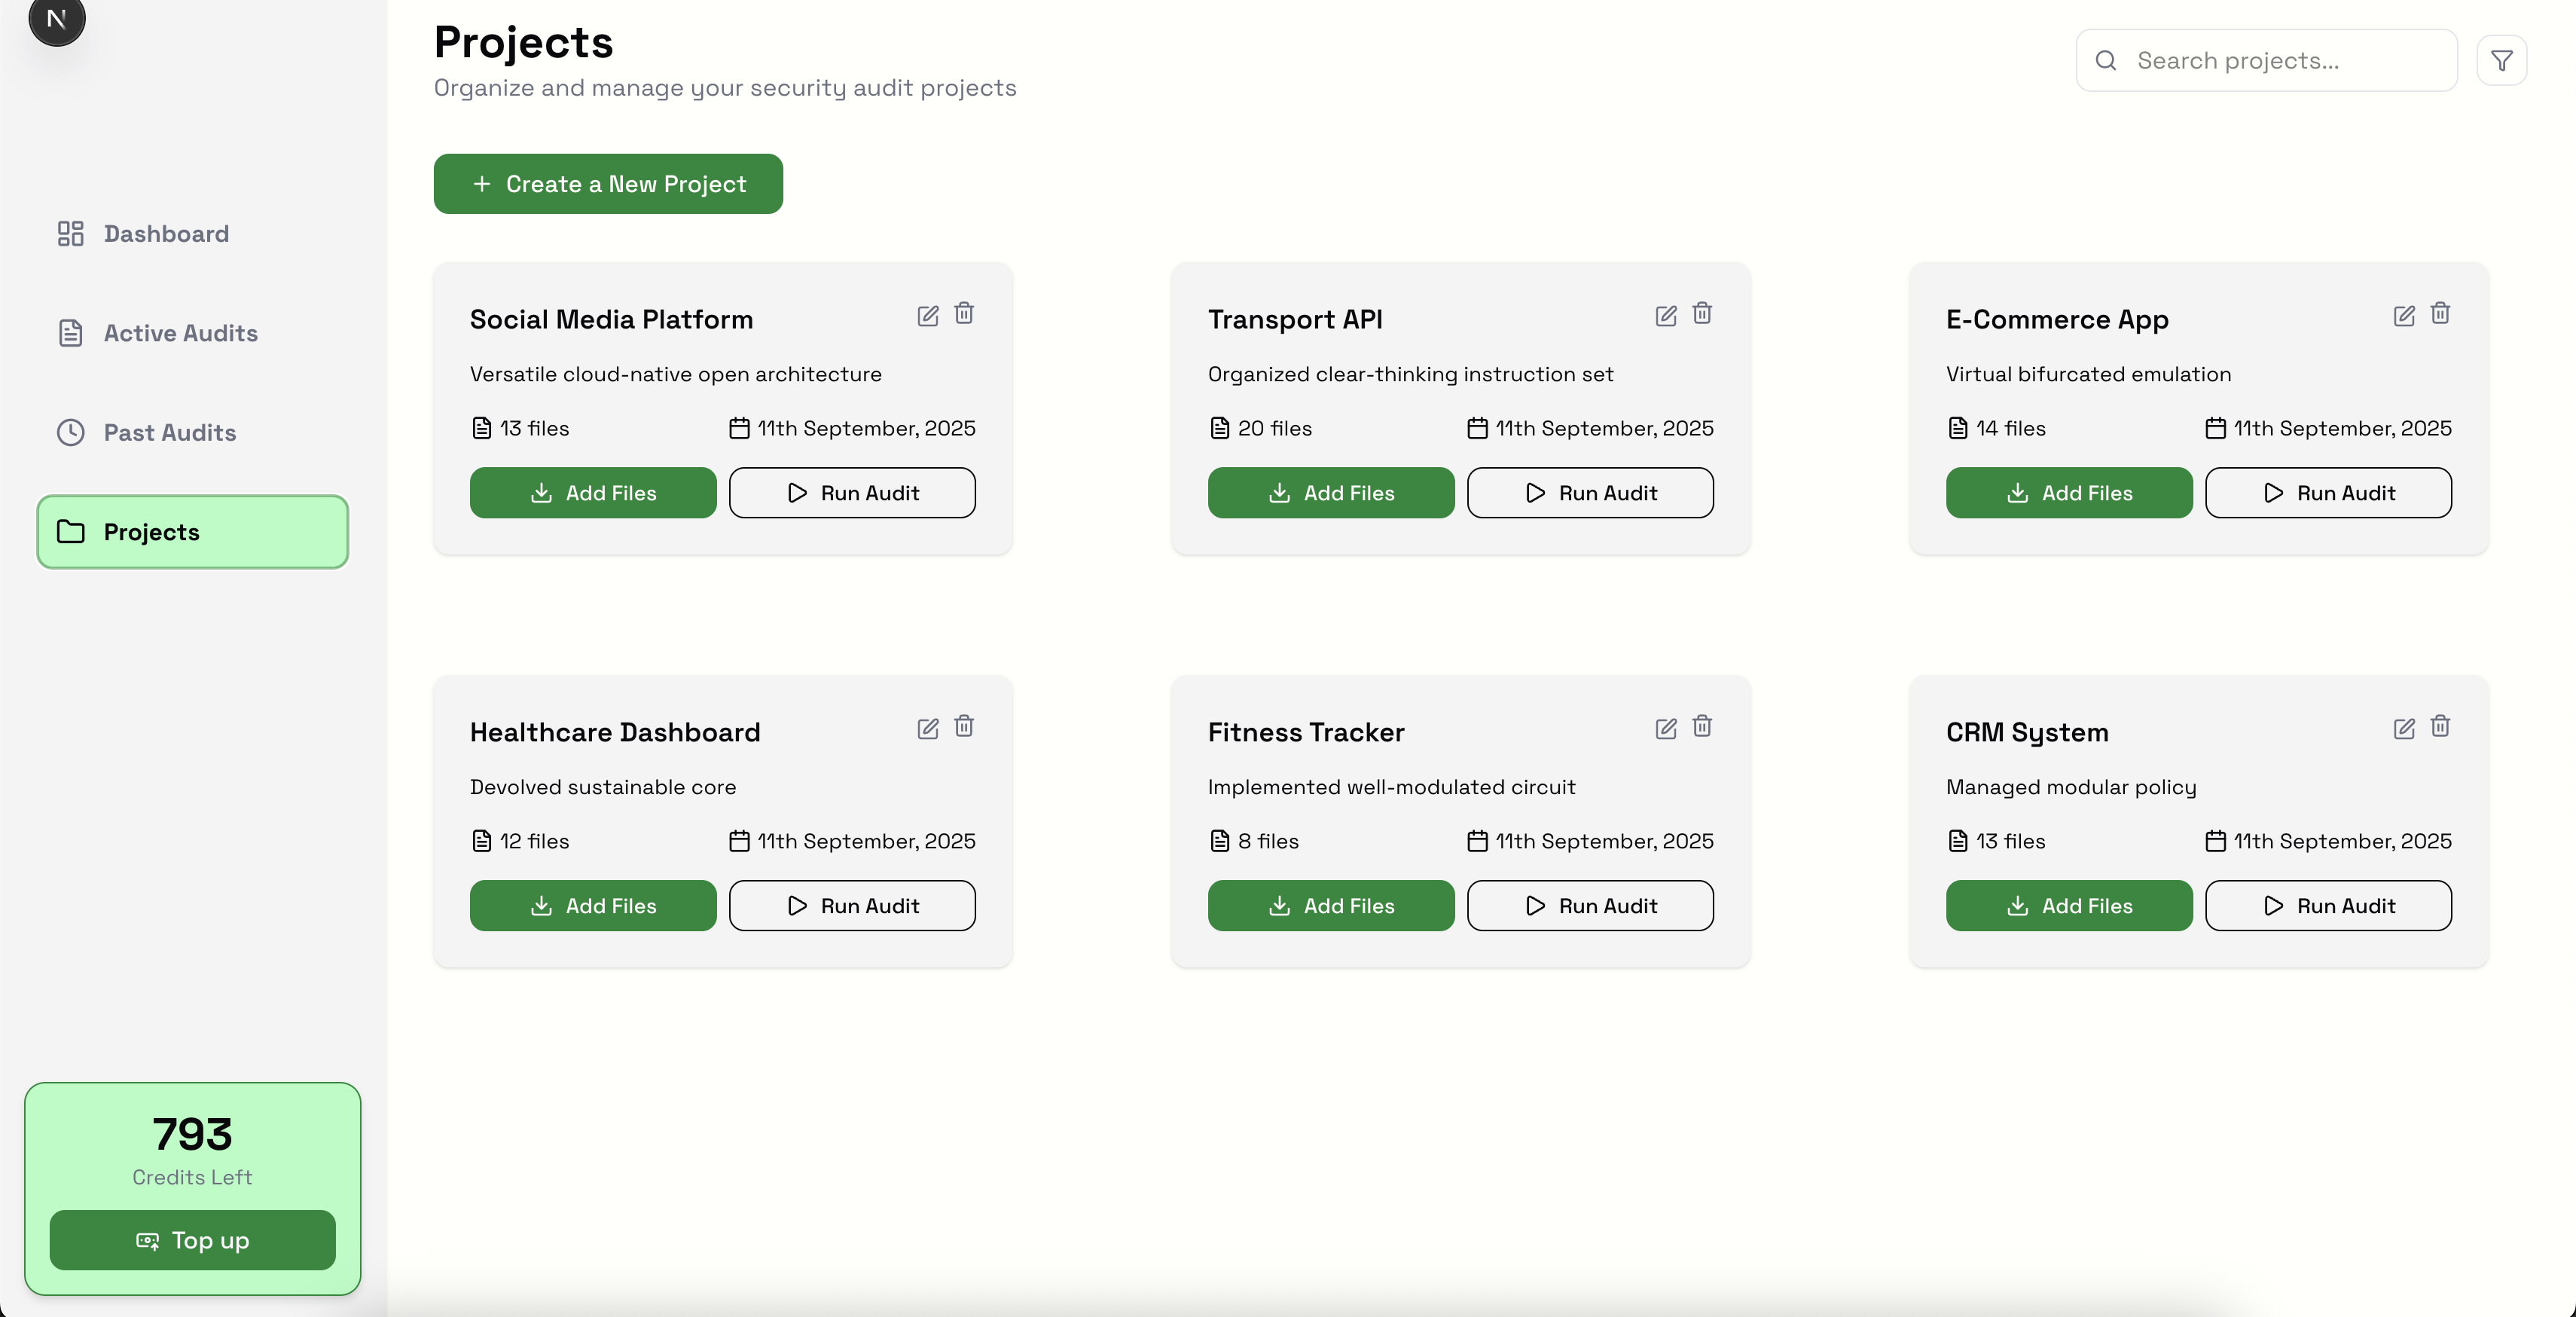 N
Projects
Organize and manage your security audit projects
Search projects...
Create a New Project
Dashboard
Active Audits
Past Audits
Projects
Social Media Platform
Versatile cloud-native open architecture
13 files
11th September, 2025
Add Files
Run Audit
Transport API
Organized clear-thinking instruction set
20 files
11th September, 2025
Add Files
Run Audit
E-Commerce App
Virtual bifurcated emulation
14 files
11th September, 2025
Add Files
Run Audit
Healthcare Dashboard
Devolved sustainable core
12 files
11th September, 2025
Add Files
Run Audit
Fitness Tracker
Implemented well-modulated circuit
8 files
11th September, 2025
Add Files
Run Audit
CRM System
Managed modular policy
13 files
11th September, 2025
Add Files
Run Audit
793
Credits Left
Top up